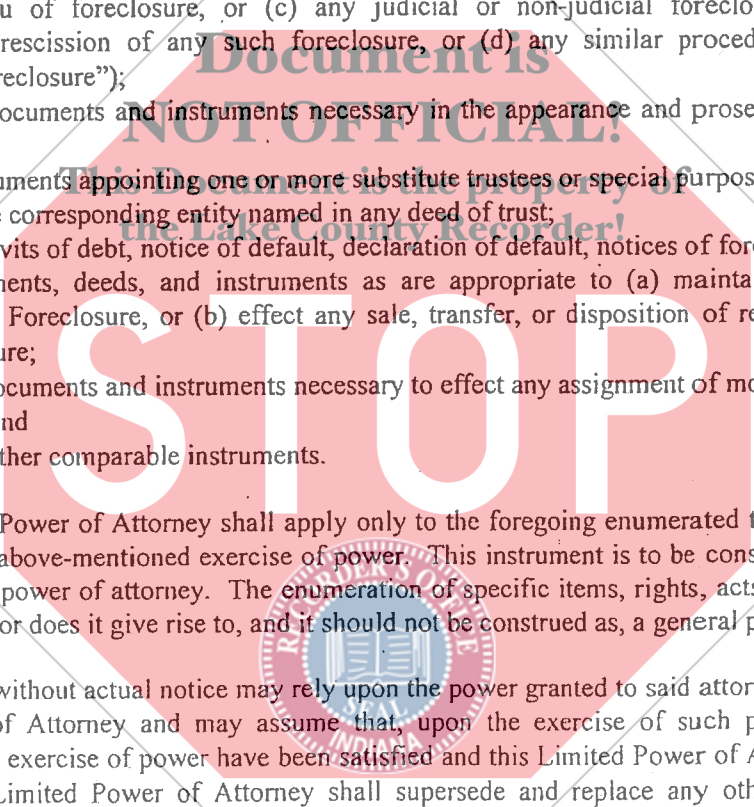 u of foreclosure, or (c) any judicial or non-judicial foreclo
rescission of any such foreclosure, or (d) any similar proced
reclosure");
ocuments and instruments necessary in the appearance and prose
uments appointing one or more substitute trustees or special purpos
corresponding entity named in any deed of trust;
vits of debt, notice of default, declaration of default, notices of for
nents, deeds, and instruments as are appropriate to (a) mainta
Foreclosure, or (b) effect any sale, transfer, or disposition of re
ure;
ocuments and instruments necessary to effect any assignment of mo
nd
ther comparable instruments.
Power of Attorney shall apply only to the foregoing enumerated t
above-mentioned exercise of power. This instrument is to be cons
power of attorney. The enumeration of specific items, rights, acts
or does it give rise to, and it should not be construed as, a general p
without actual notice may rely upon the power granted to said attor
of Attorney and may assume that, upon the exercise of such p
exercise of power have been satisfied and this Limited Power of A
Limited Power of Attorney shall supersede and replace any oth
Document is
NOT OFFICIAL!
This Document is the property of
the Lake County Recorder!
STOP
RECORDER'S OFFICE
SEAL
INDIANA